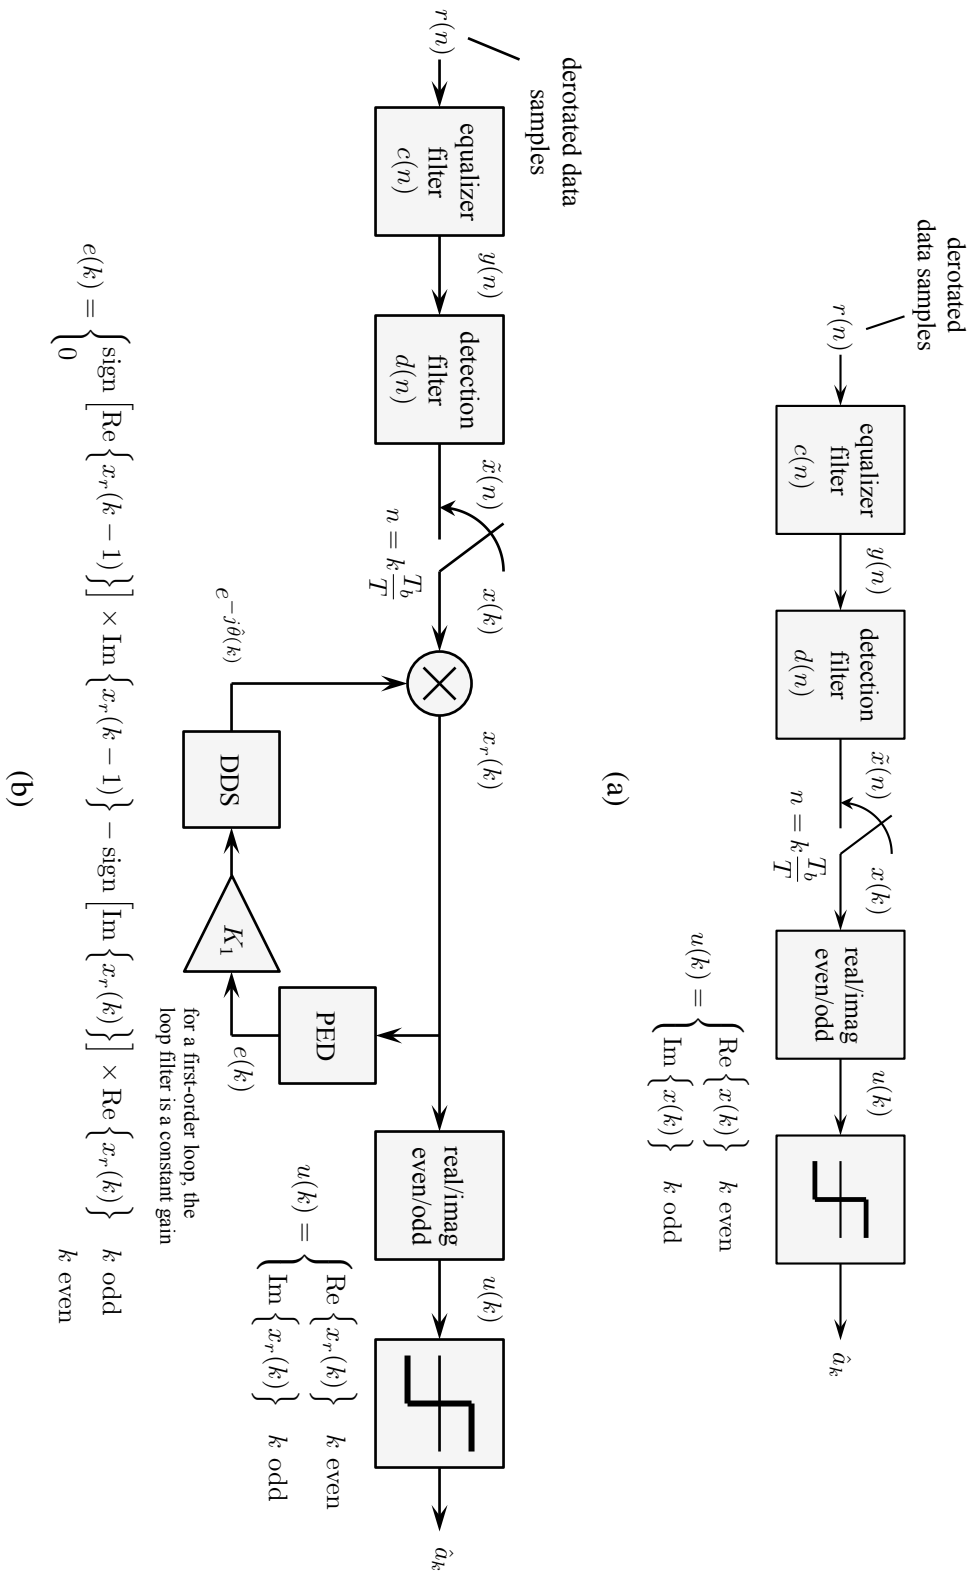 derotated
data samples
r(n)
equalizer
filter
c(n)
y(n)
detection
filter
d(n)
x̃(n)
n = k T_b/T
x(k)
real/imag
even/odd
u(k)
u(k) = { Re{x(k)} k even
Im{x(k)} k odd
â_k
(a)
derotated data
samples
r(n)
equalizer
filter
c(n)
y(n)
detection
filter
d(n)
x̃(n)
n = k T_b/T
x(k)
x_r(k)
e^{-jθ̂(k)}
DDS
K_1
PED
e(k)
for a first-order loop, the
loop filter is a constant gain
real/imag
even/odd
u(k)
u(k) = { Re{x_r(k)} k even
Im{x_r(k)} k odd
â_k
e(k) = { sign [Re{x_r(k − 1)}] × Im{x_r(k − 1)} − sign [Im{x_r(k)}] × Re{x_r(k)} k odd
0 k even
(b)